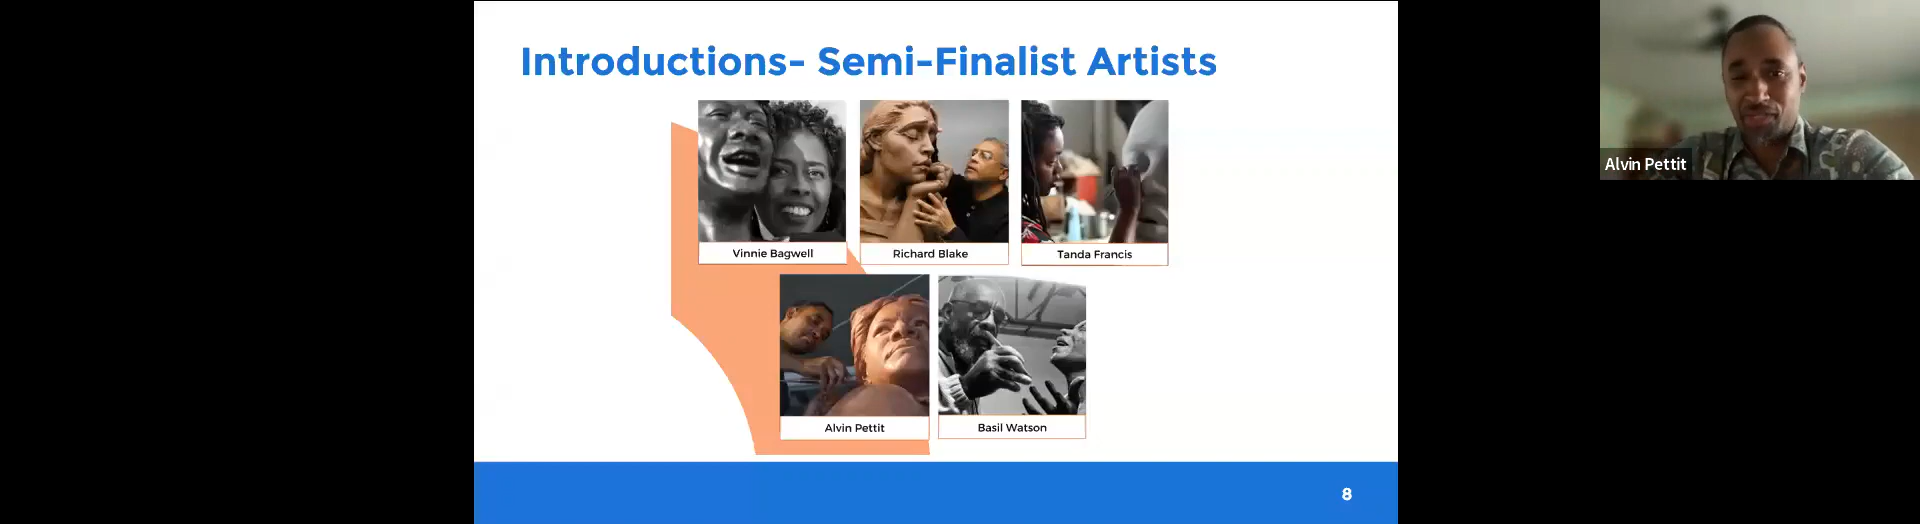 Introductions- Semi-Finalist Artists
Alvin Pettit
Vinnie Bagwell
Richard Blake
Tanda Francis
Alvin Pettit
Basil Watson
8